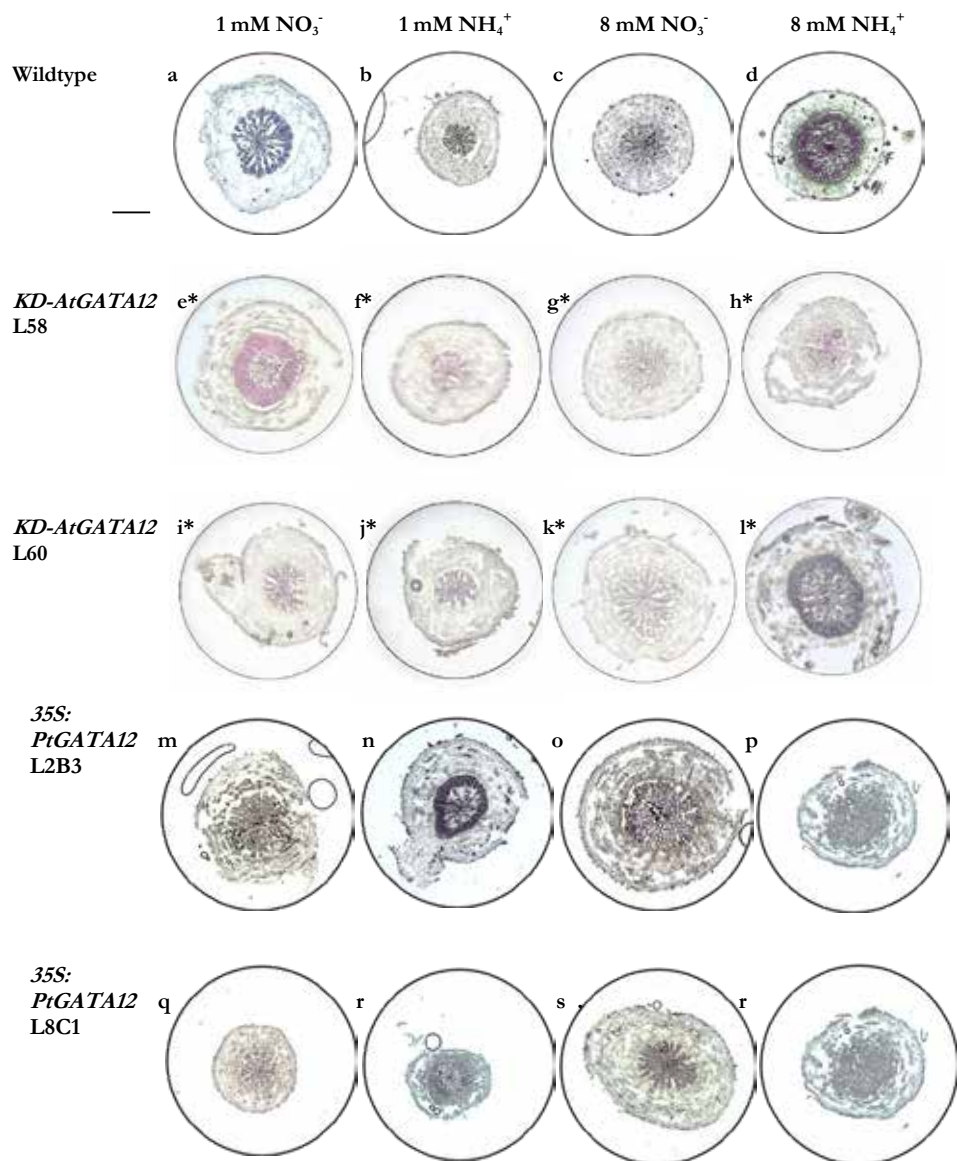 1 mM NO₃⁻ 1 mM NH₄⁺ 8 mM NO₃⁻ 8 mM NH₄⁺
Wildtype a b c d
KD-AtGATA12 e* f* g* h*
L58
KD-AtGATA12 i* j* k* l*
L60
35S:
PtGATA12 m n o p
L2B3
35S:
PtGATA12 q r s r
L8C1